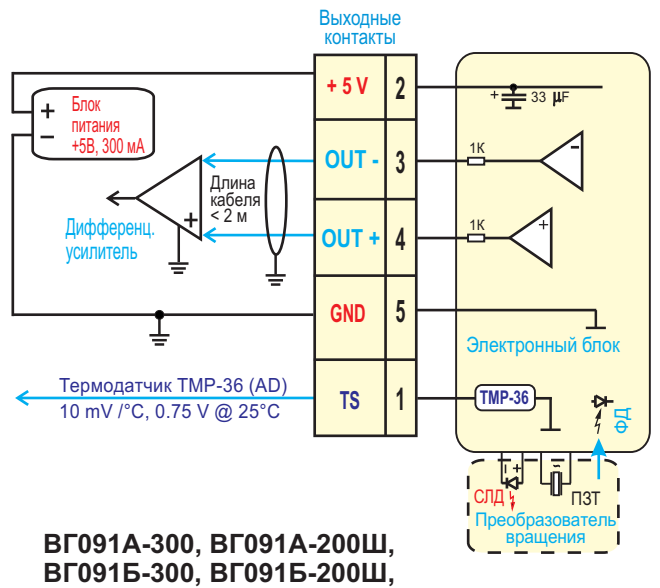 Выходные
контакты
+ 5 V 2
33 µF
+
Блок
питания
+5В, 300 мА
+
–
OUT - 3
1К
-
Длина
кабеля
< 2 м
+
Дифференц.
усилитель
OUT + 4
1К
+
GND 5
Электронный блок
Термодатчик TMP-36 (AD)
10 mV /°C, 0.75 V @ 25°C
TS 1
TMP-36
ФД
- +
~
СЛД
ПЗТ
Преобразователь
вращения
ВГ091А-300, ВГ091А-200Ш,
ВГ091Б-300, ВГ091Б-200Ш,